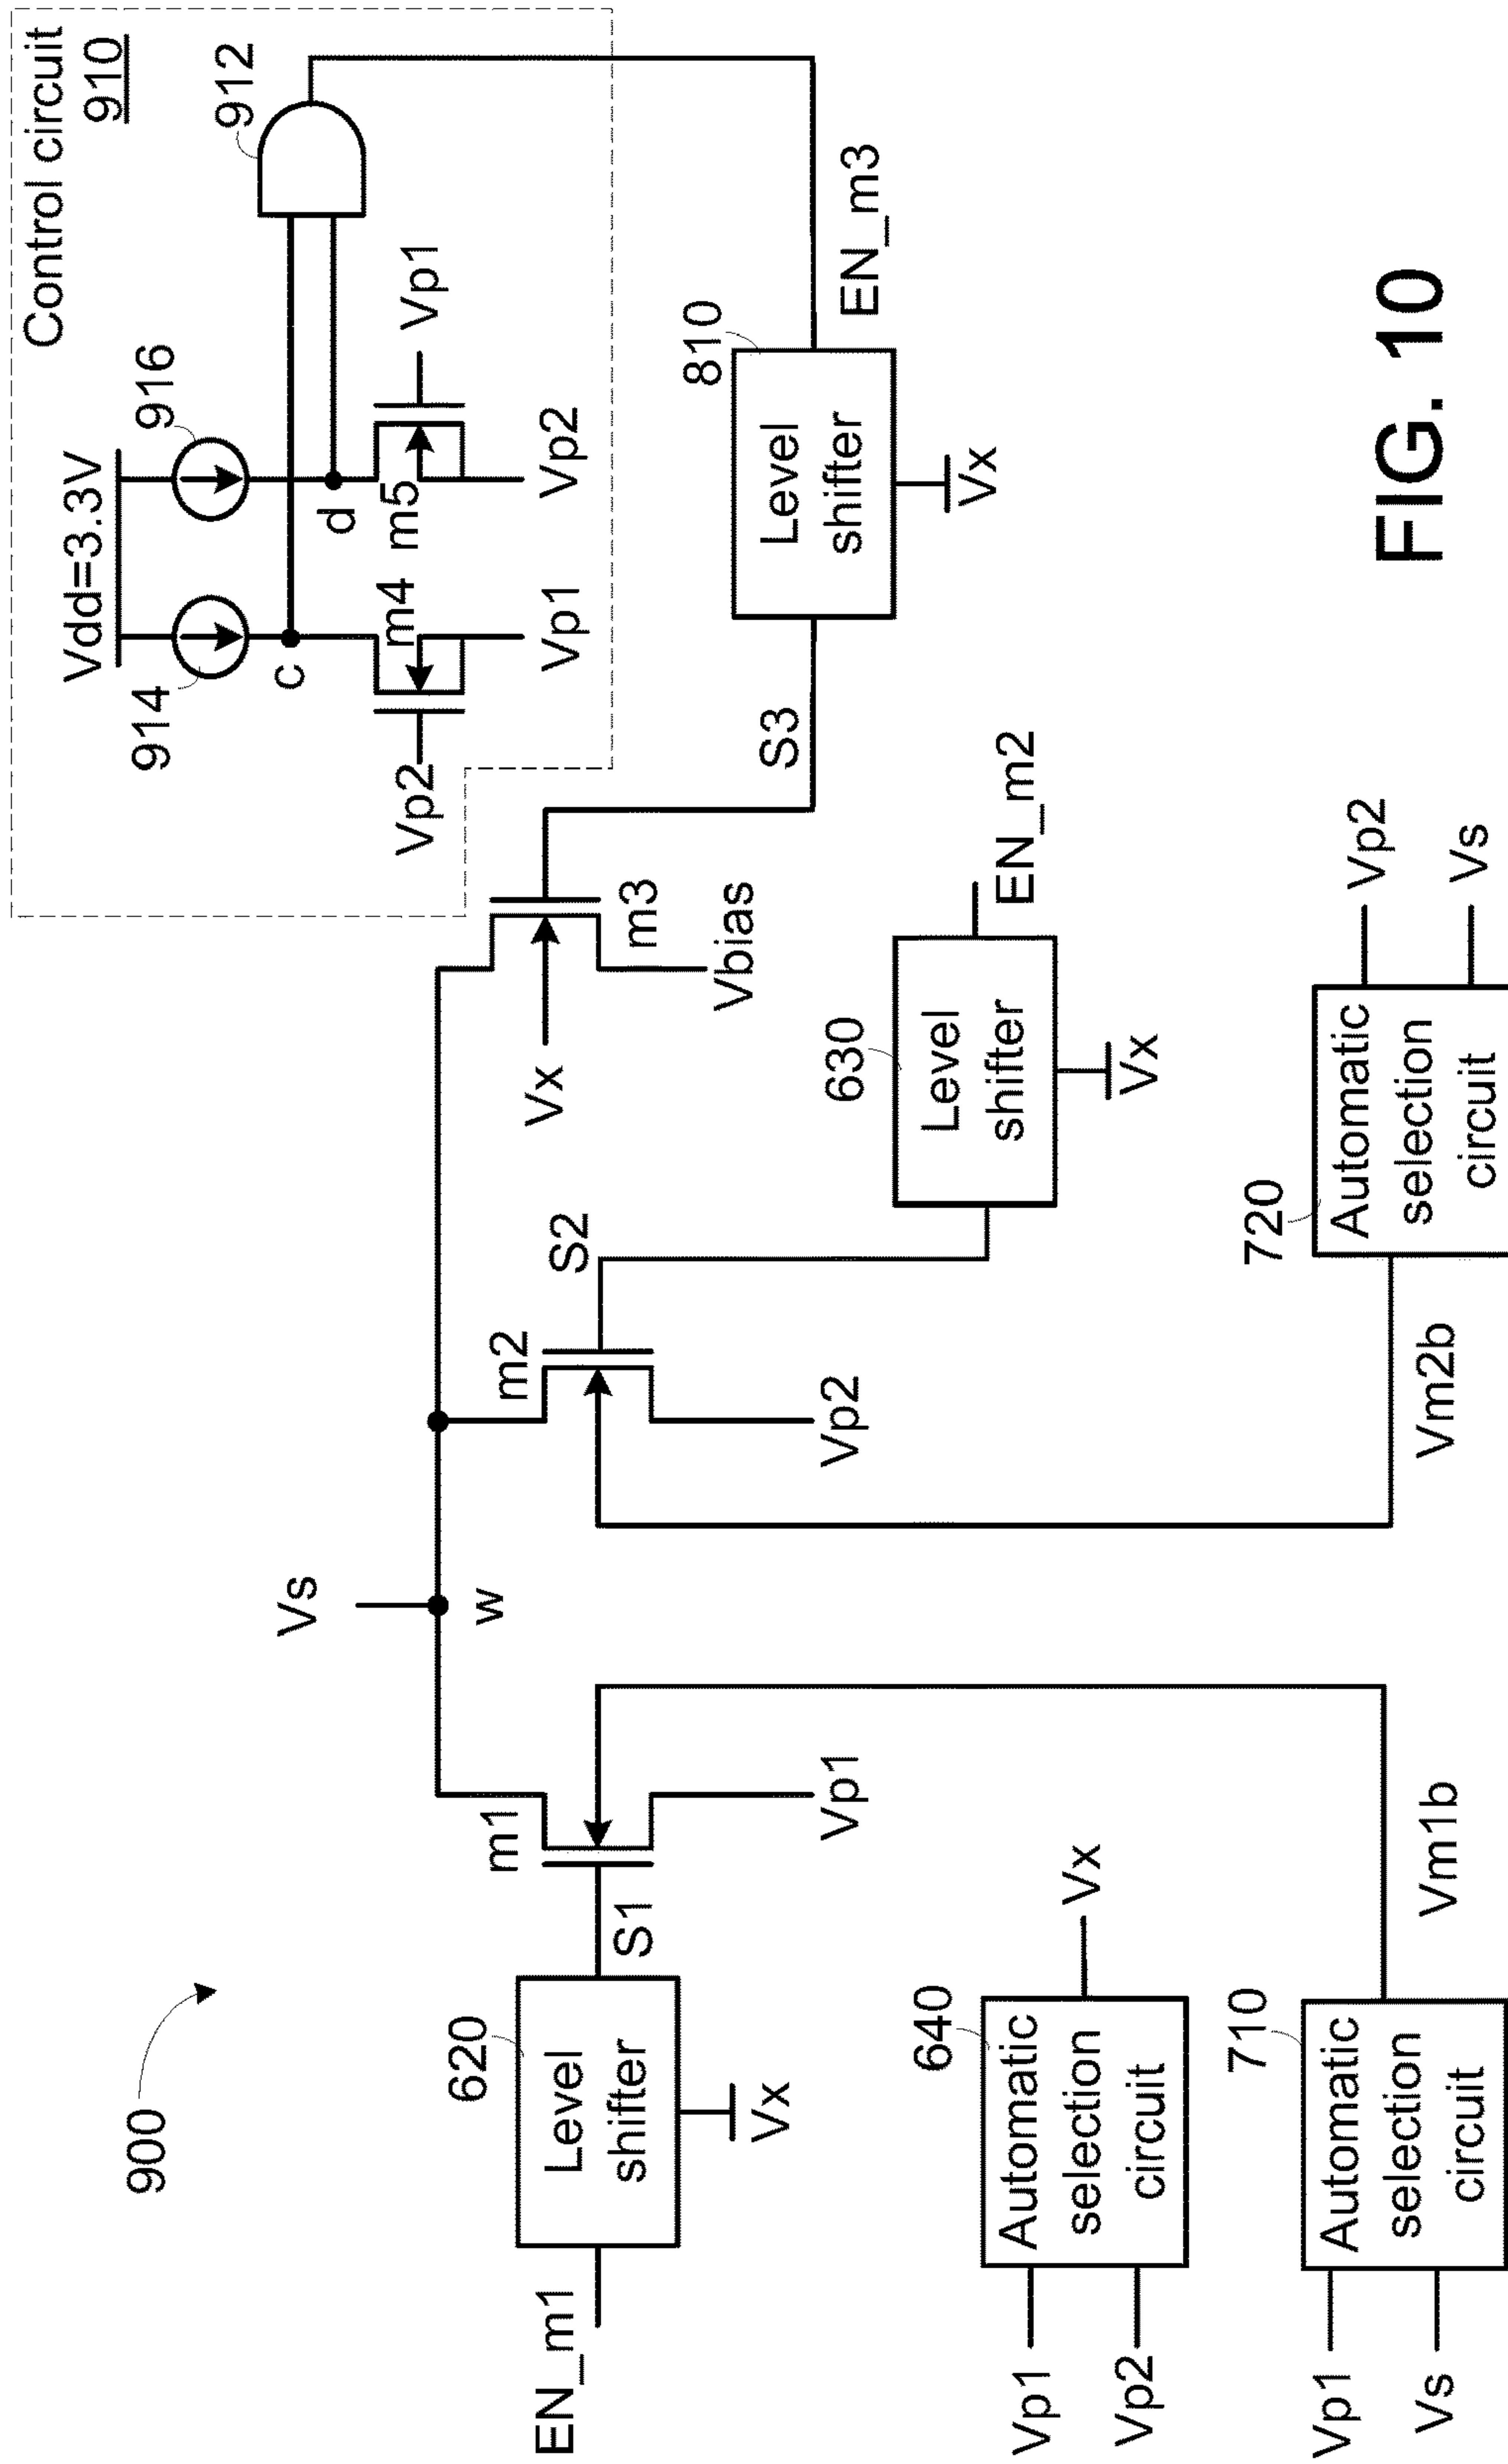 900
Control circuit
910
Vdd=3.3V
914
916
912
c
d
m4
m5
Vp2
Vp1
Vp1
Vp2
Vs
w
EN_m1
620
Level
shifter
Vx
S1
m1
Vp1
m2
S2
Vp2
Vx
m3
Vbias
S3
810
Level
shifter
Vx
EN_m3
630
Level
shifter
Vx
EN_m2
Vp1
Vp2
640
Automatic
selection
circuit
Vx
Vp1
Vs
710
Automatic
selection
circuit
Vm1b
Vm2b
720
Automatic
selection
circuit
Vp2
Vs
FIG. 10